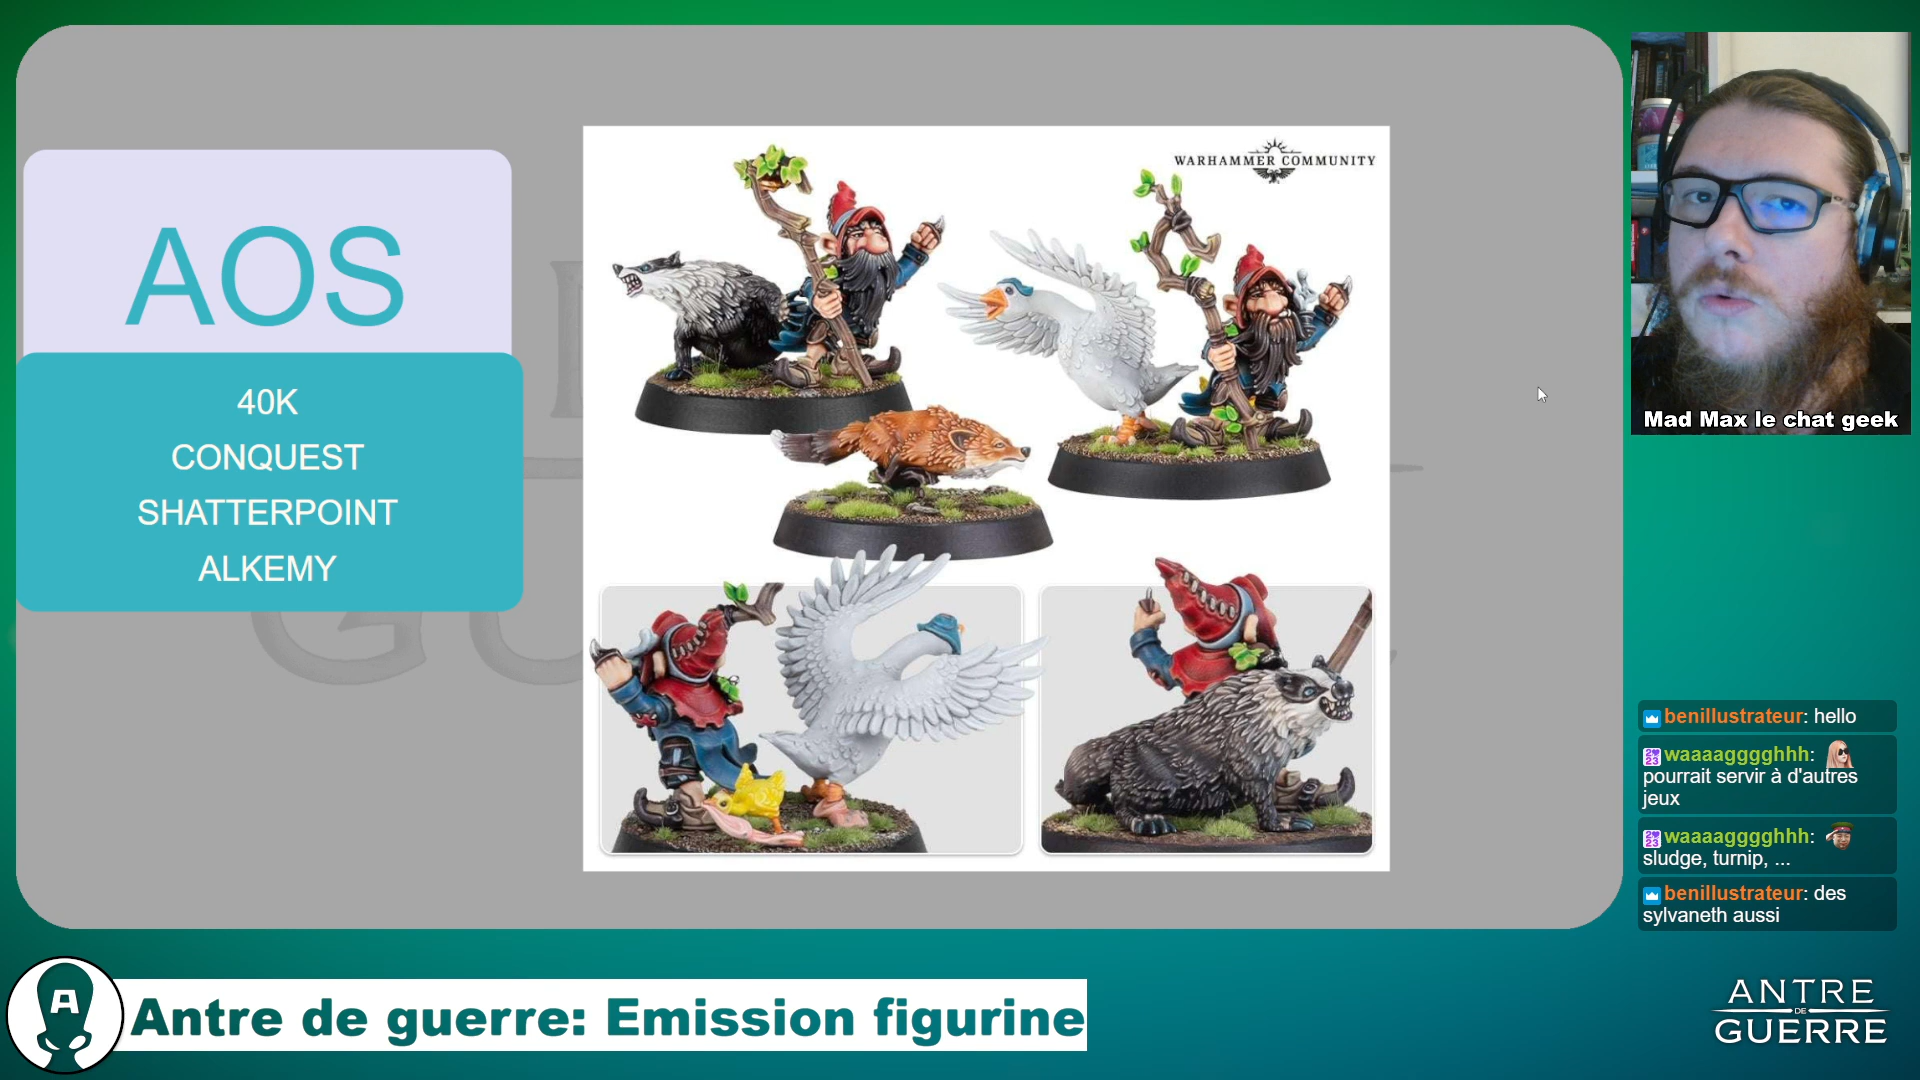 AOS
40K
CONQUEST
SHATTERPOINT
ALKEMY
WARHAMMER COMMUNITY
Mad Max le chat geek
benillustrateur: hello
waaaagggghhh:
pourrait servir à d'autres
jeux
waaaagggghhh:
sludge, turnip, ...
benillustrateur: des
sylvaneth aussi
A
Antre de guerre: Emission figurine
ANTRE
DE
GUERRE